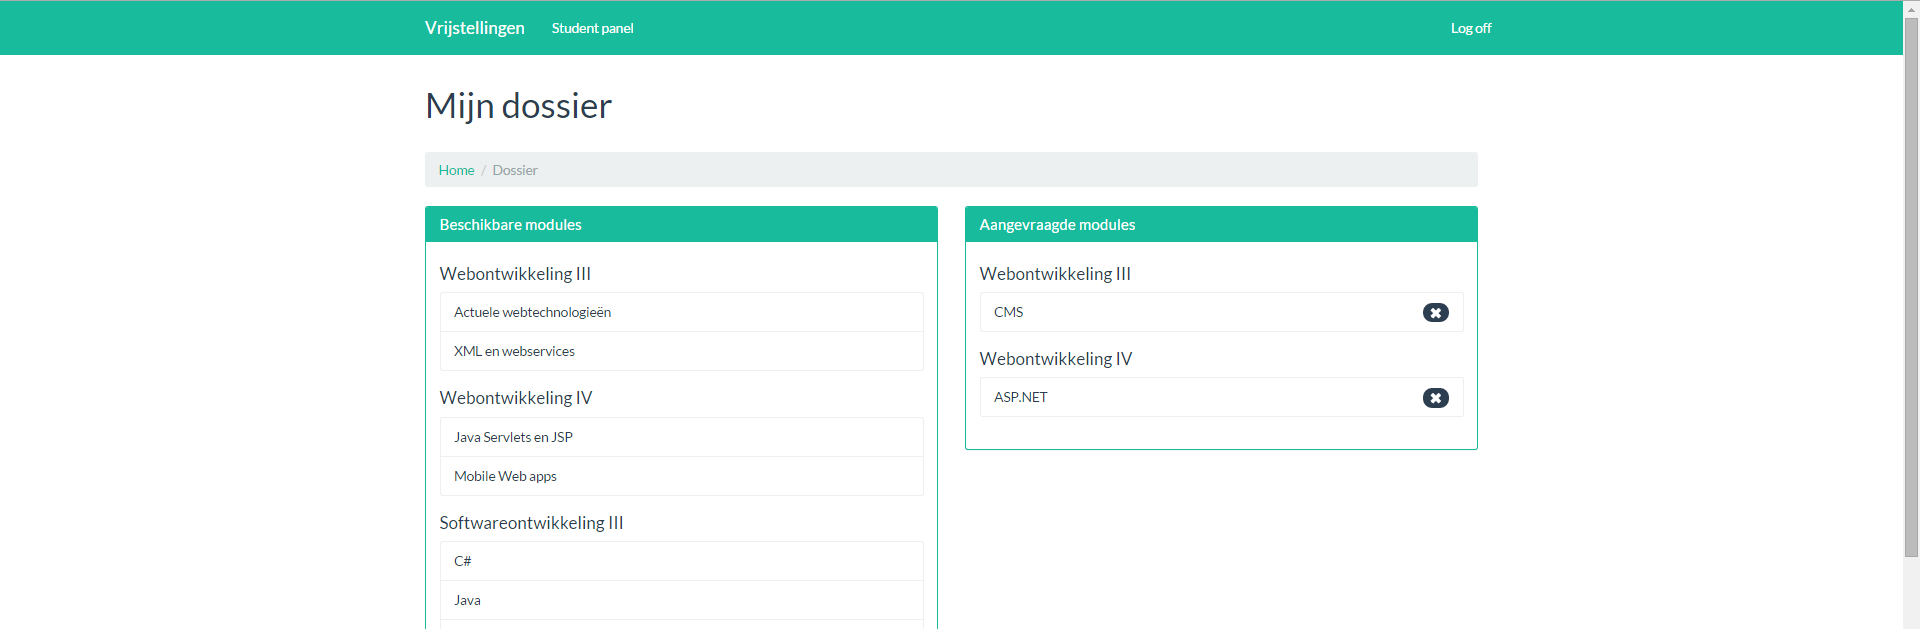 Vrijstellingen Student panel Log off
Mijn dossier
Home / Dossier
Beschikbare modules
Webontwikkeling III
Actuele webtechnologieën
XML en webservices
Webontwikkeling IV
Java Servlets en JSP
Mobile Web apps
Softwareontwikkeling III
C#
Java
Aangevraagde modules
Webontwikkeling III
CMS
Webontwikkeling IV
ASP.NET